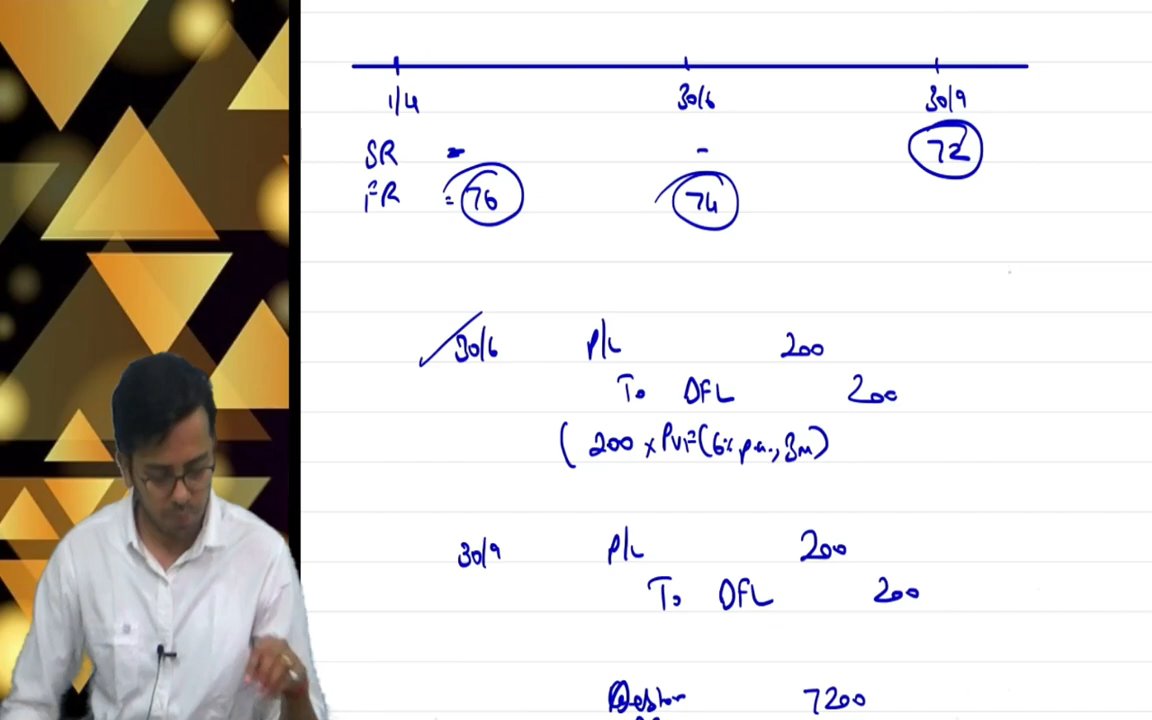 1/4 30/6 30/9
SR - - 72
FR = 76 74
30/6 P/L 200
To DFL 200
( 200 x PVF(6% p.a., 3m)
30/9 P/L 200
To DFL 200
7200